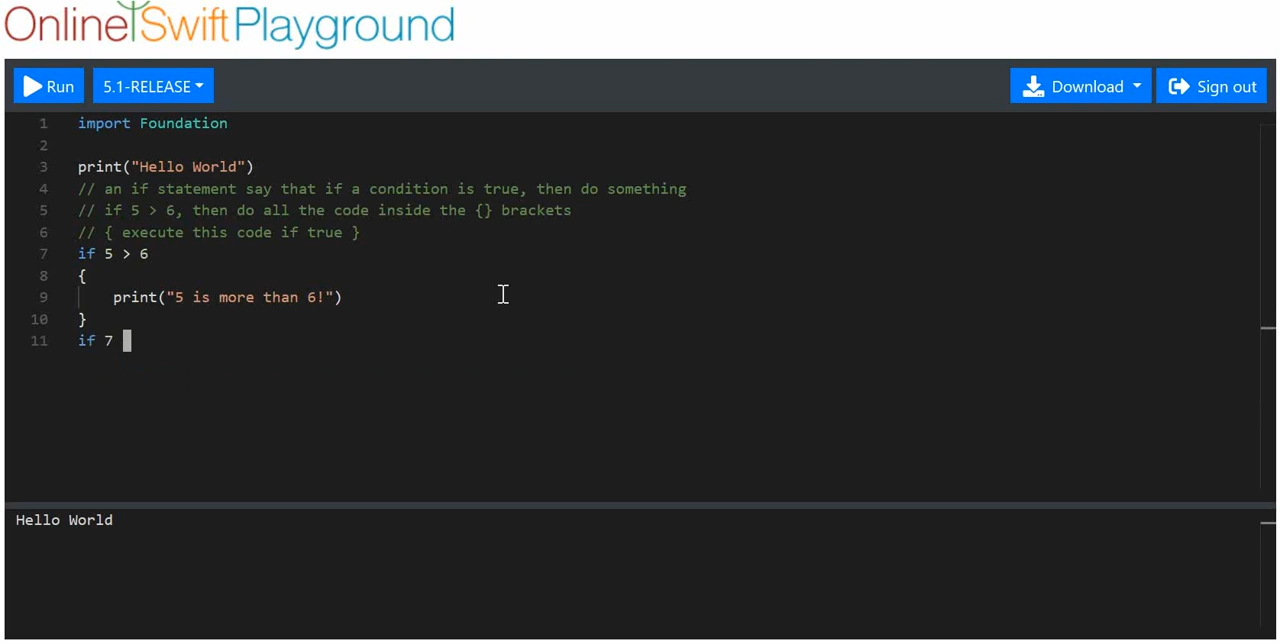 Online Swift Playground
Run 5.1-RELEASE Download Sign out
1 import Foundation
2
3 print("Hello World")
4 // an if statement say that if a condition is true, then do something
5 // if 5 > 6, then do all the code inside the {} brackets
6 // { execute this code if true }
7 if 5 > 6
8 {
9 print("5 is more than 6!")
10 }
11 if 7
Hello World